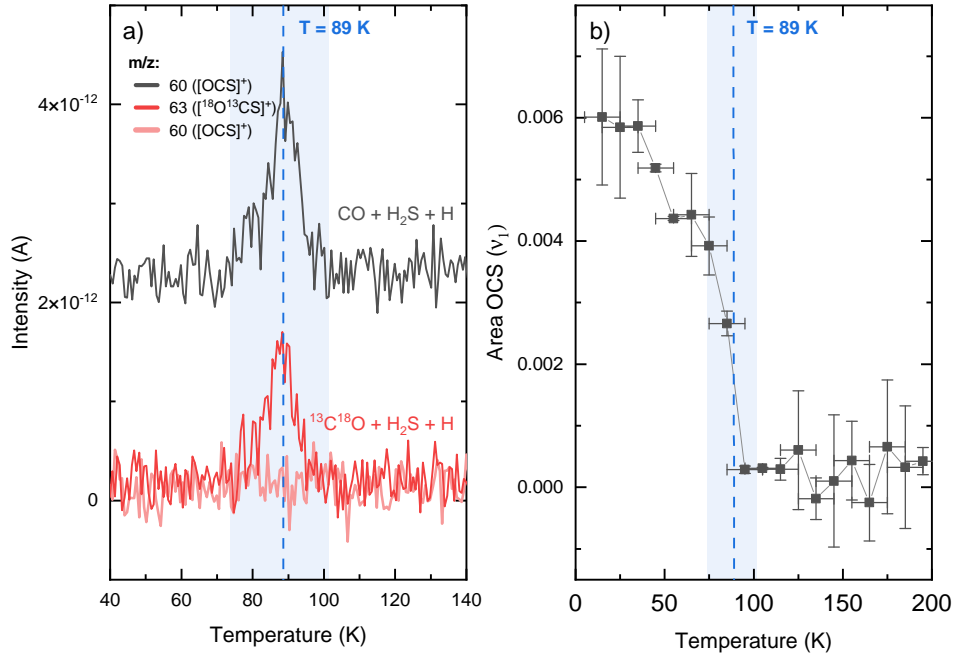 a)
T = 89 K
m/z:
60 ([OCS]⁺)
63 ([¹⁸O¹³CS]⁺)
60 ([OCS]⁺)
CO + H₂S + H
¹³C¹⁸O + H₂S + H
4×10⁻¹²
2×10⁻¹²
0
Intensity (A)
40 60 80 100 120 140
Temperature (K)
b)
T = 89 K
0.006
0.004
0.002
0.000
Area OCS (ν₁)
0 50 100 150 200
Temperature (K)